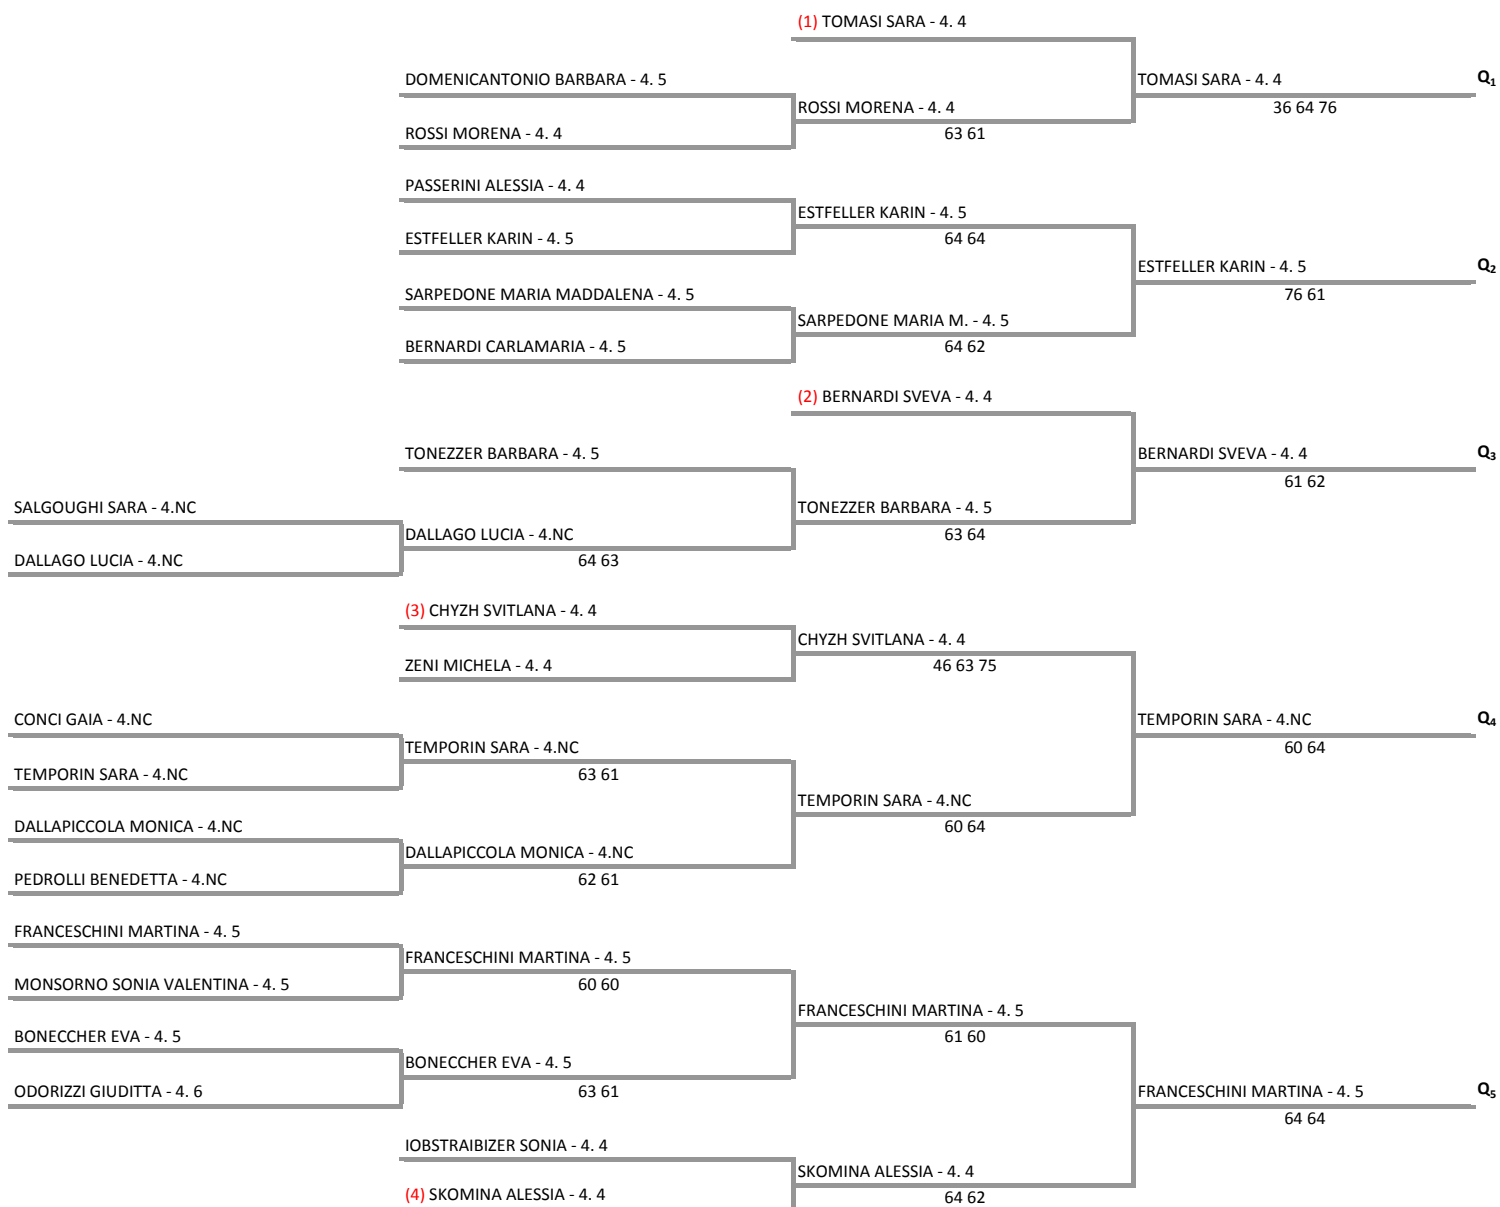 (1) TOMASI SARA - 4. 4
DOMENICANTONIO BARBARA - 4. 5
TOMASI SARA - 4. 4
Q1
ROSSI MORENA - 4. 4
36 64 76
ROSSI MORENA - 4. 4
63 61
PASSERINI ALESSIA - 4. 4
ESTFELLER KARIN - 4. 5
ESTFELLER KARIN - 4. 5
64 64
ESTFELLER KARIN - 4. 5
Q2
SARPEDONE MARIA MADDALENA - 4. 5
76 61
SARPEDONE MARIA M. - 4. 5
BERNARDI CARLAMARIA - 4. 5
64 62
(2) BERNARDI SVEVA - 4. 4
TONEZZER BARBARA - 4. 5
BERNARDI SVEVA - 4. 4
Q3
61 62
SALGOUGHI SARA - 4.NC
TONEZZER BARBARA - 4. 5
DALLAGO LUCIA - 4.NC
63 64
DALLAGO LUCIA - 4.NC
64 63
(3) CHYZH SVITLANA - 4. 4
CHYZH SVITLANA - 4. 4
ZENI MICHELA - 4. 4
46 63 75
CONCI GAIA - 4.NC
TEMPORIN SARA - 4.NC
Q4
TEMPORIN SARA - 4.NC
60 64
TEMPORIN SARA - 4.NC
63 61
TEMPORIN SARA - 4.NC
DALLAPICCOLA MONICA - 4.NC
60 64
DALLAPICCOLA MONICA - 4.NC
PEDROLLI BENEDETTA - 4.NC
62 61
FRANCESCHINI MARTINA - 4. 5
FRANCESCHINI MARTINA - 4. 5
MONSORNO SONIA VALENTINA - 4. 5
60 60
FRANCESCHINI MARTINA - 4. 5
BONECCHER EVA - 4. 5
61 60
BONECCHER EVA - 4. 5
ODORIZZI GIUDITTA - 4. 6
63 61
FRANCESCHINI MARTINA - 4. 5
Q5
64 64
IOBSTRAIBIZER SONIA - 4. 4
SKOMINA ALESSIA - 4. 4
(4) SKOMINA ALESSIA - 4. 4
64 62